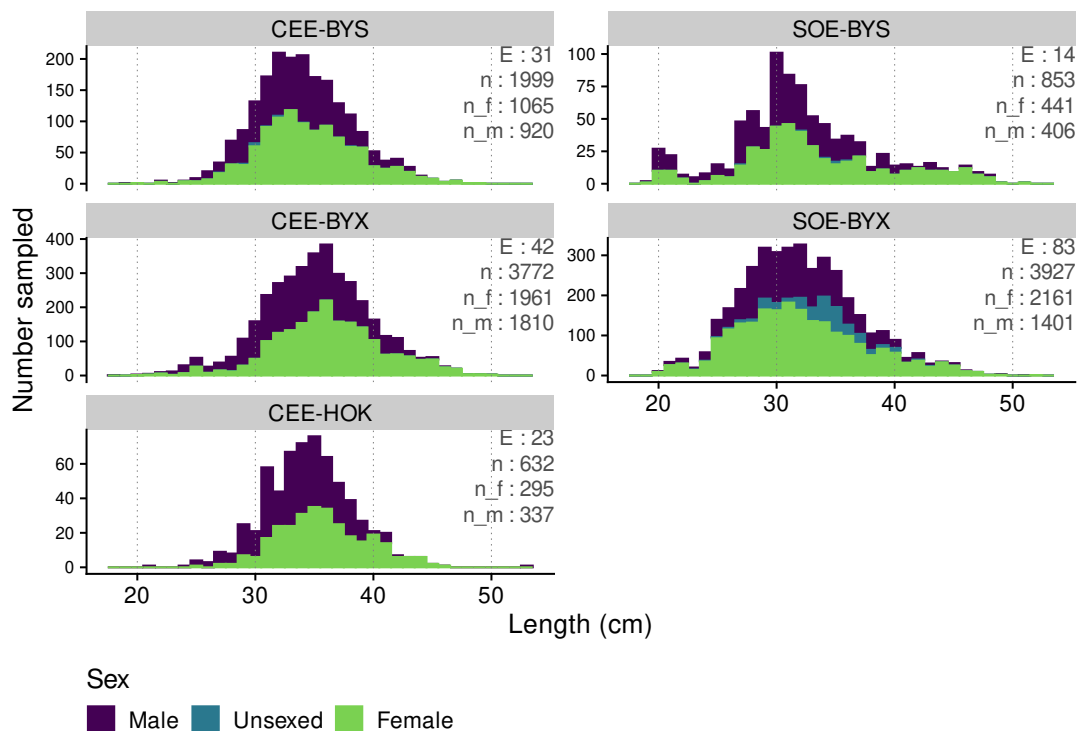 CEE-BYS
SOE-BYS
200
150
100
50
0
E : 31
n : 1999
n_f : 1065
n_m : 920
100
75
50
25
0
E : 14
n : 853
n_f : 441
n_m : 406
CEE-BYX
SOE-BYX
400
300
200
100
0
E : 42
n : 3772
n_f : 1961
n_m : 1810
300
200
100
0
E : 83
n : 3927
n_f : 2161
n_m : 1401
20 30 40 50
CEE-HOK
60
40
20
0
E : 23
n : 632
n_f : 295
n_m : 337
20 30 40 50
Number sampled
Length (cm)
Sex
Male Unsexed Female